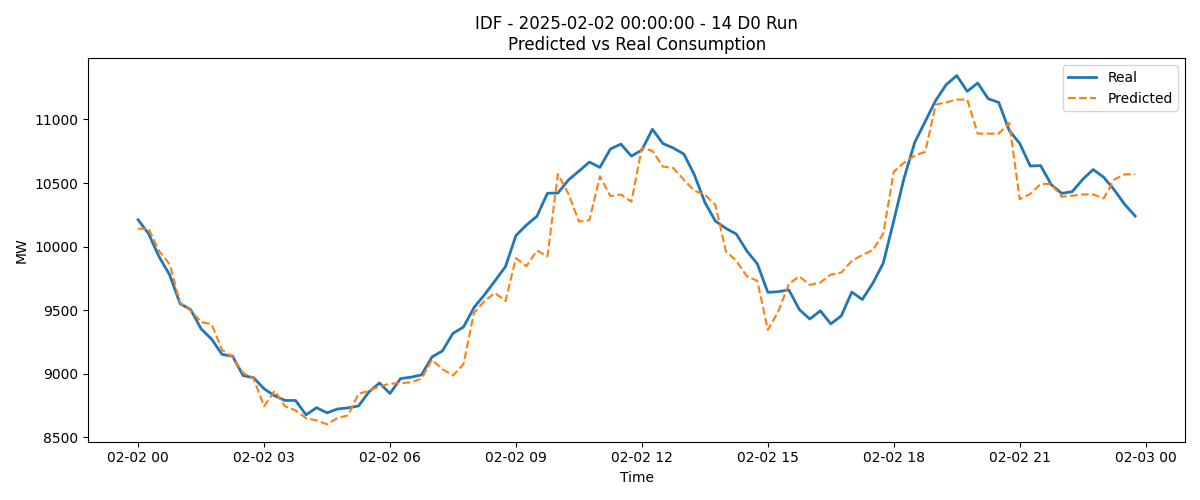 IDF - 2025-02-02 00:00:00 - 14 D0 Run
Predicted vs Real Consumption
Real
Predicted
MW
11000
10500
10000
9500
9000
8500
02-02 00
02-02 03
02-02 06
02-02 09
02-02 12
02-02 15
02-02 18
02-02 21
02-03 00
Time